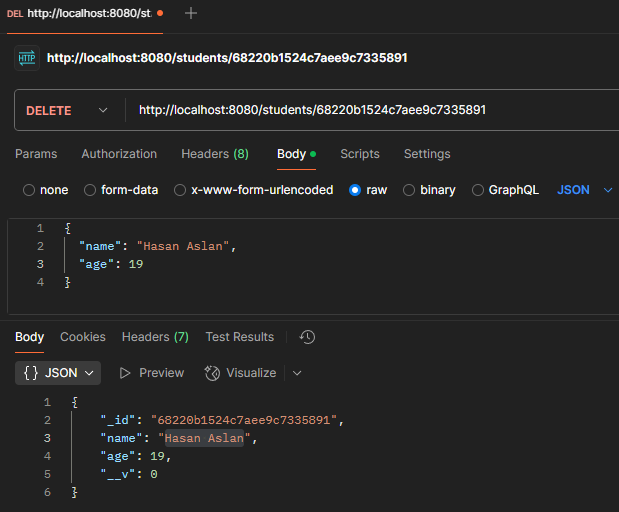 DEL http://localhost:8080/st
HTTP http://localhost:8080/students/68220b1524c7aee9c7335891
DELETE http://localhost:8080/students/68220b1524c7aee9c7335891
Params Authorization Headers (8) Body Scripts Settings
none form-data x-www-form-urlencoded raw binary GraphQL JSON
1 {
2 "name": "Hasan Aslan",
3 "age": 19
4 }
Body Cookies Headers (7) Test Results
{} JSON Preview Visualize
1 {
2 "_id": "68220b1524c7aee9c7335891",
3 "name": "Hasan Aslan",
4 "age": 19,
5 "__v": 0
6 }